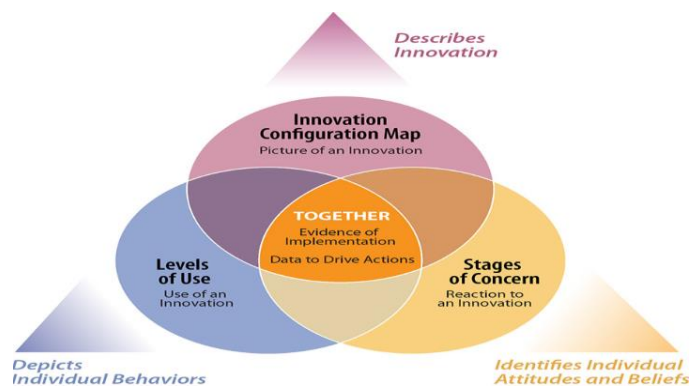 Describes
Innovation
Innovation
Configuration Map
Picture of an Innovation
TOGETHER
Evidence of
Implementation
Data to Drive Actions
Levels
of Use
Use of an
Innovation
Stages
of Concern
Reaction to
an Innovation
Depicts
Individual Behaviors
Identifies Individual
Attitudes and Beliefs